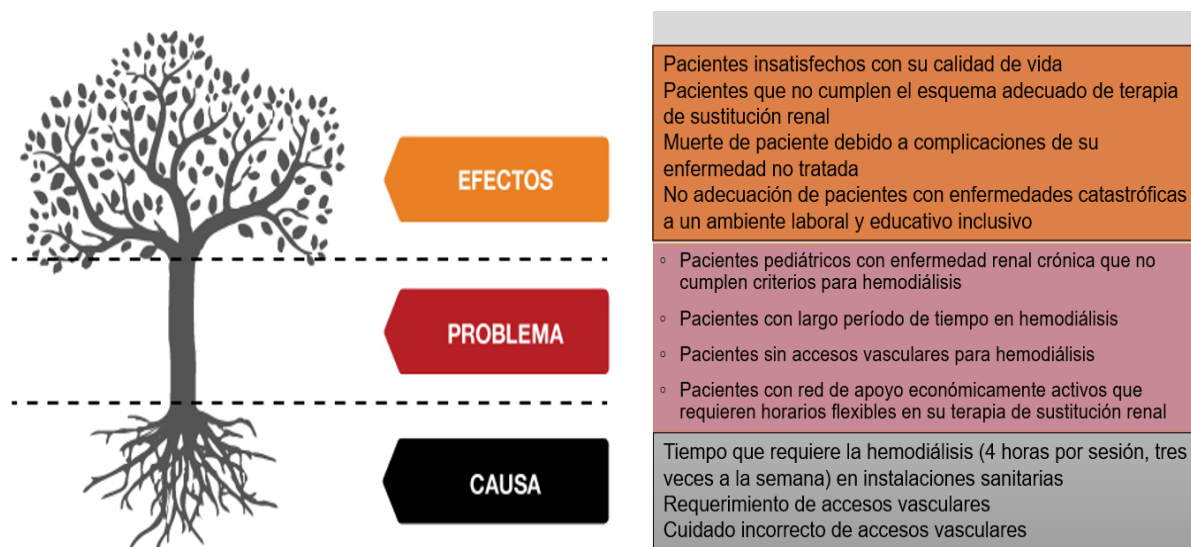 EFECTOS
Pacientes insatisfechos con su calidad de vida
Pacientes que no cumplen el esquema adecuado de terapia
de sustitución renal
Muerte de paciente debido a complicaciones de su
enfermedad no tratada
No adecuación de pacientes con enfermedades catastróficas
a un ambiente laboral y educativo inclusivo
PROBLEMA
◦ Pacientes pediátricos con enfermedad renal crónica que no
cumplen criterios para hemodiálisis
◦ Pacientes con largo período de tiempo en hemodiálisis
◦ Pacientes sin accesos vasculares para hemodiálisis
◦ Pacientes con red de apoyo económicamente activos que
requieren horarios flexibles en su terapia de sustitución renal
CAUSA
Tiempo que requiere la hemodiálisis (4 horas por sesión, tres
veces a la semana) en instalaciones sanitarias
Requerimiento de accesos vasculares
Cuidado incorrecto de accesos vasculares